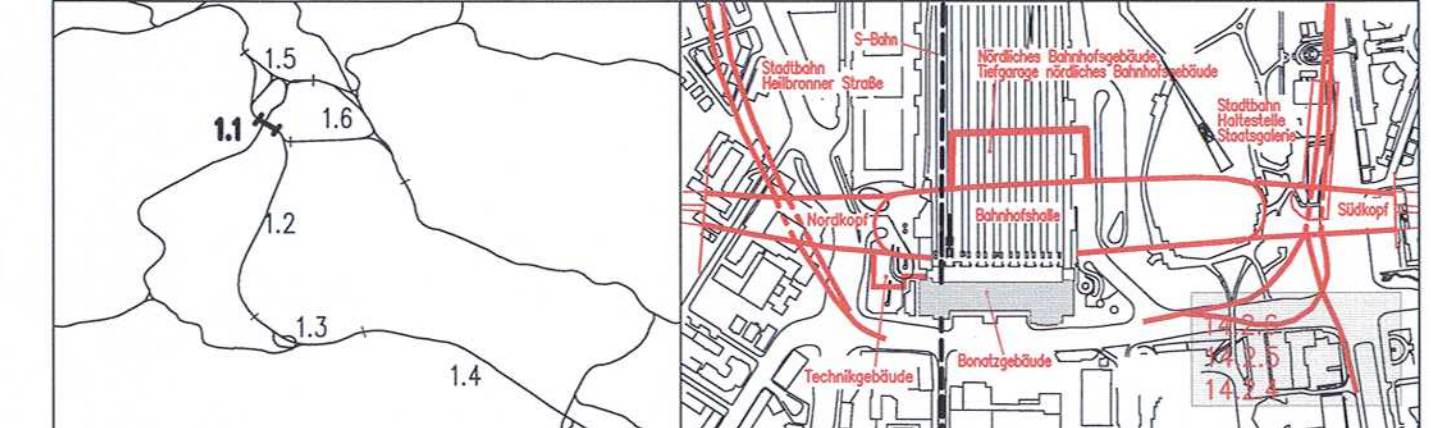 1.5
1.1
1.6
1.2
1.3
1.4
S-Bahn
Nördliches Bahnhofsgebäude,
Tiefgarage nördliches Bahnhofsgebäude
Stadtbahn
Heilbronner Straße
Stadtbahn
Haltestelle
Staatsgalerie
Nordkopf
Bahnhofshalle
Südkopf
Technikgebäude
Bonatzgebäude
14.2.6
14.2.5
14.2.4